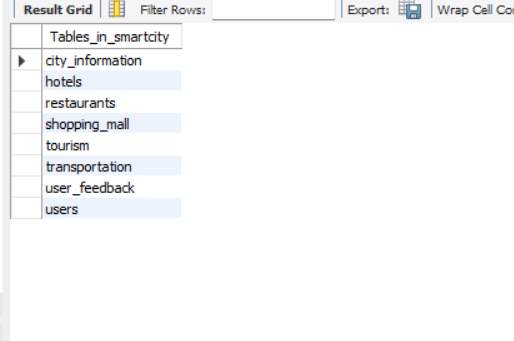 Result Grid Filter Rows: Export: Wrap Cell Co
Tables_in_smartcity
city_information
hotels
restaurants
shopping_mall
tourism
transportation
user_feedback
users